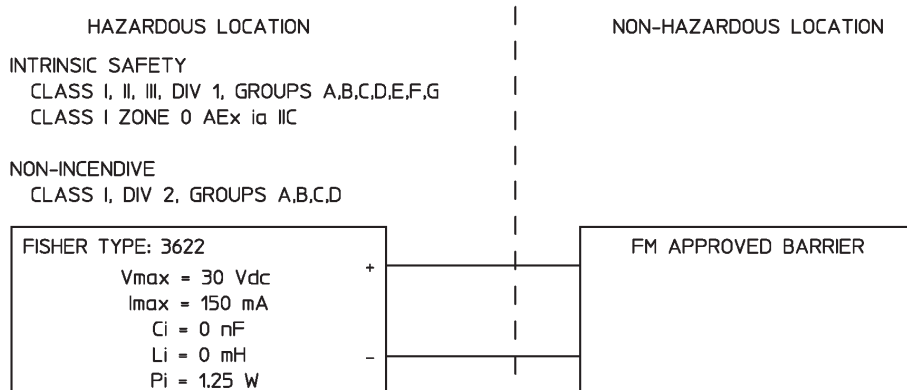 HAZARDOUS LOCATION
NON-HAZARDOUS LOCATION
INTRINSIC SAFETY
CLASS I, II, III, DIV 1, GROUPS A,B,C,D,E,F,G
CLASS I ZONE 0 AEx ia IIC
NON-INCENDIVE
CLASS I, DIV 2, GROUPS A,B,C,D
FISHER TYPE: 3622
Vmax = 30 Vdc
Imax = 150 mA
Ci = 0 nF
Li = 0 mH
Pi = 1.25 W
+
-
FM APPROVED BARRIER